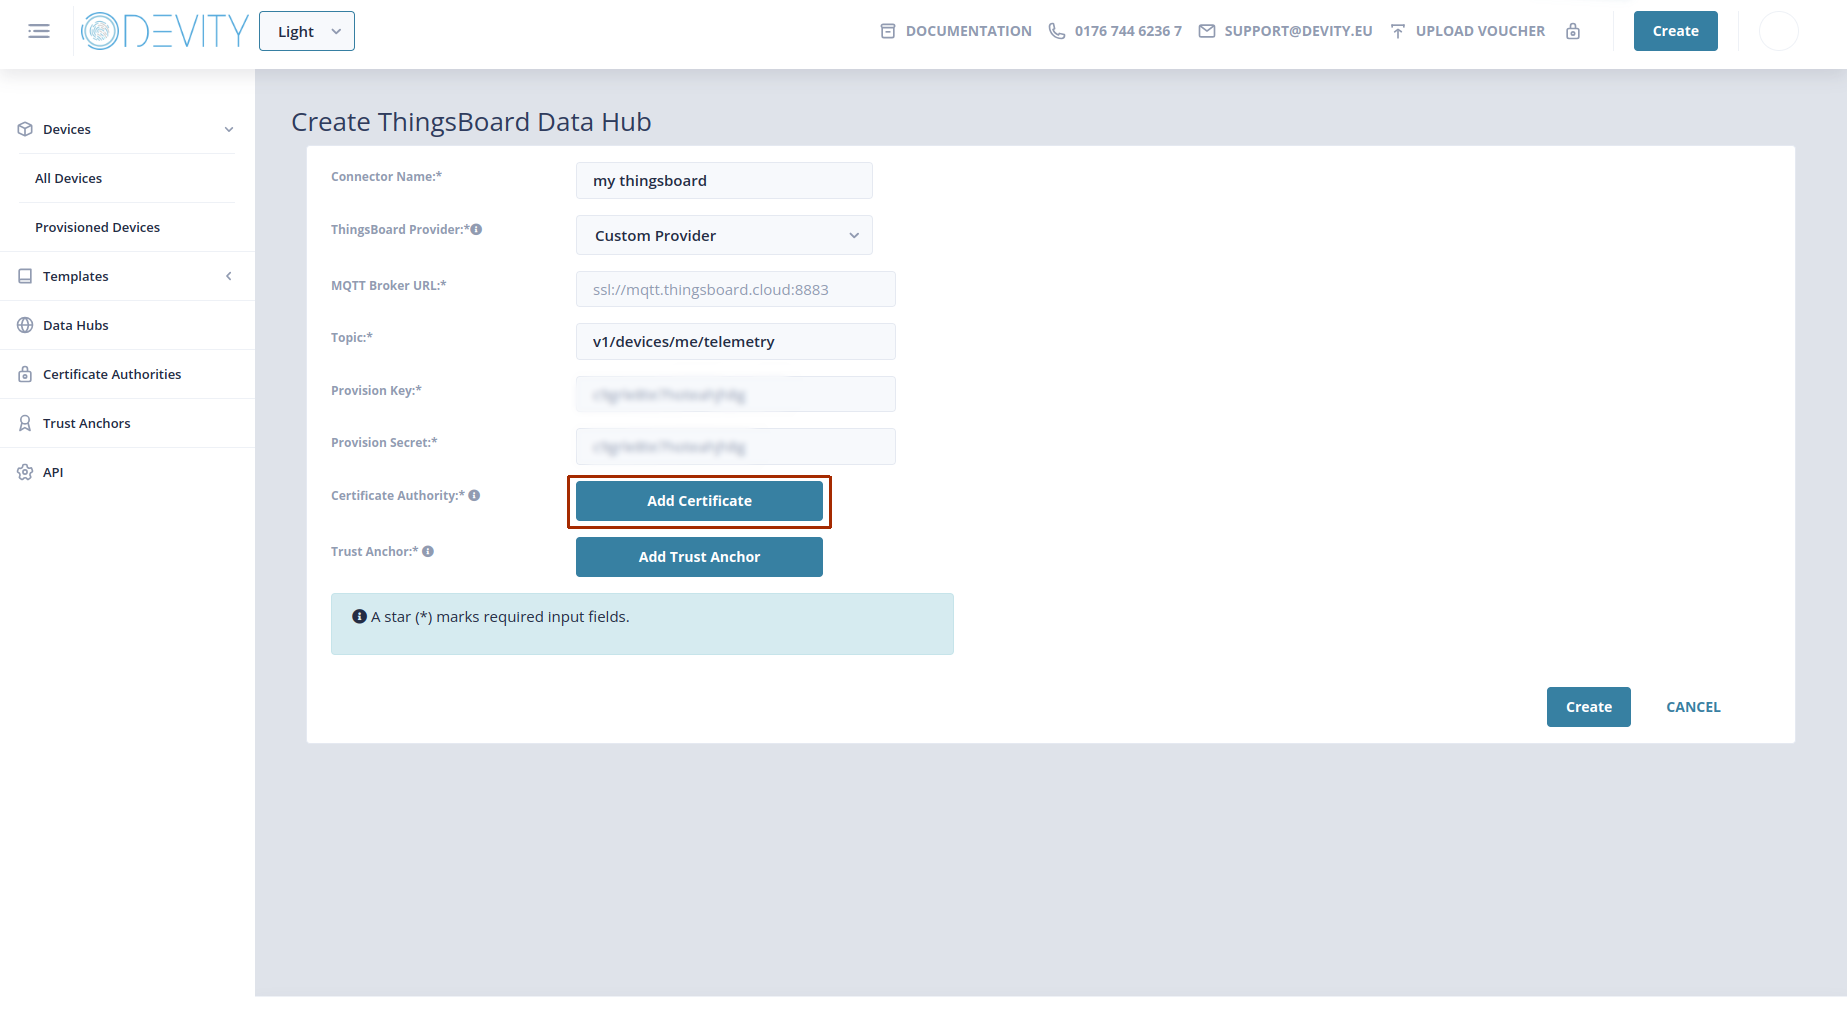 DEVITY
Light
DOCUMENTATION
0176 744 6236 7
SUPPORT@DEVITY.EU
UPLOAD VOUCHER
Create
Devices
All Devices
Provisioned Devices
Templates
Data Hubs
Certificate Authorities
Trust Anchors
API
Create ThingsBoard Data Hub
Connector Name:*
my thingsboard
ThingsBoard Provider:*
Custom Provider
MQTT Broker URL:*
ssl://mqtt.thingsboard.cloud:8883
Topic:*
v1/devices/me/telemetry
Provision Key:*
Provision Secret:*
Certificate Authority:*
Add Certificate
Trust Anchor:*
Add Trust Anchor
A star (*) marks required input fields.
Create
CANCEL